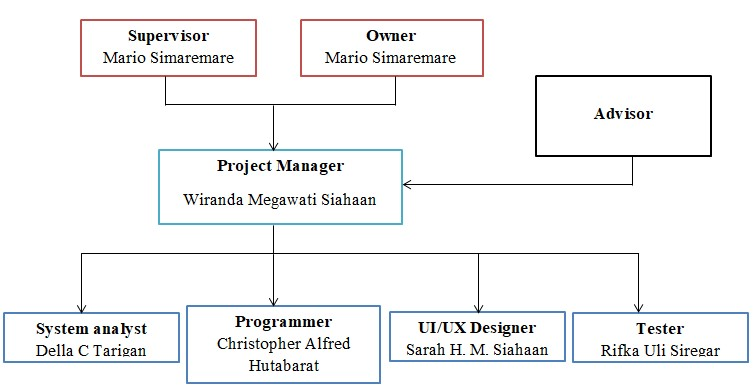 Supervisor
Mario Simaremare
Owner
Mario Simaremare
Advisor
Project Manager
Wiranda Megawati Siahaan
System analyst
Della C Tarigan
Programmer
Christopher Alfred
Hutabarat
UI/UX Designer
Sarah H. M. Siahaan
Tester
Rifka Uli Siregar